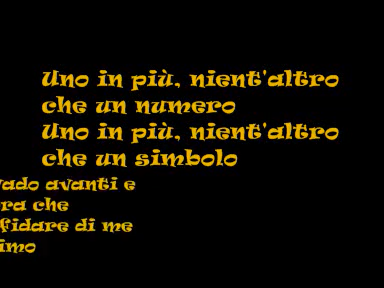 Uno in più, nient'altro
che un numero
Uno in più, nient'altro
che un simbolo
vado avanti e
ra che
fidare di me
imo